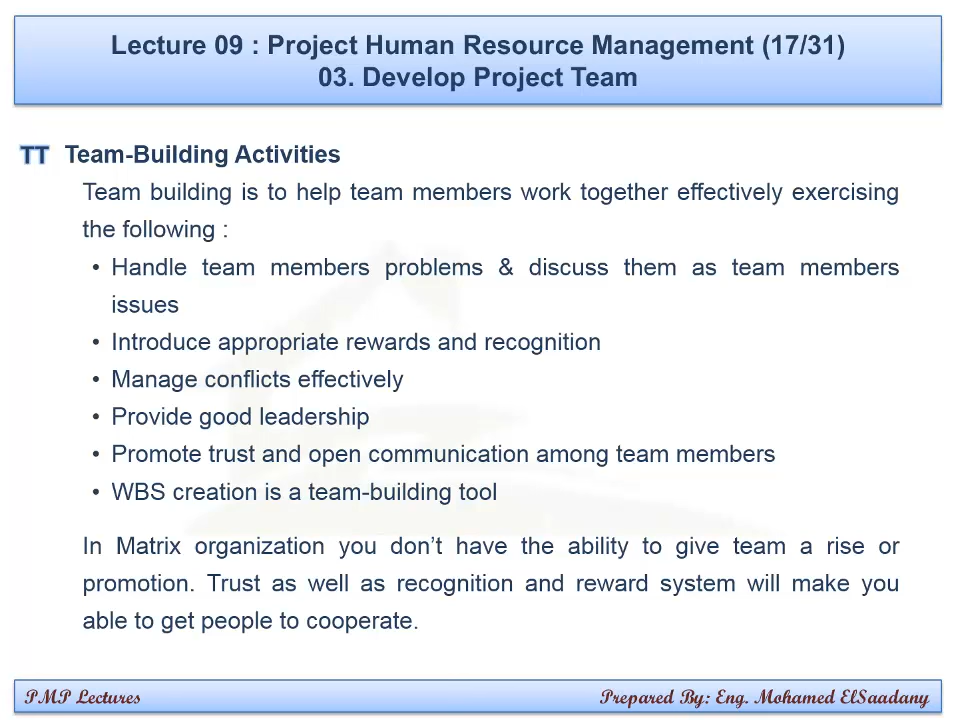 Lecture 09 : Project Human Resource Management (17/31)
03. Develop Project Team
TT Team-Building Activities
Team building is to help team members work together effectively exercising
the following :
• Handle team members problems & discuss them as team members
issues
• Introduce appropriate rewards and recognition
• Manage conflicts effectively
• Provide good leadership
• Promote trust and open communication among team members
• WBS creation is a team-building tool
In Matrix organization you don’t have the ability to give team a rise or
promotion. Trust as well as recognition and reward system will make you
able to get people to cooperate.
PMP Lectures
Prepared By: Eng. Mohamed ElSaadany